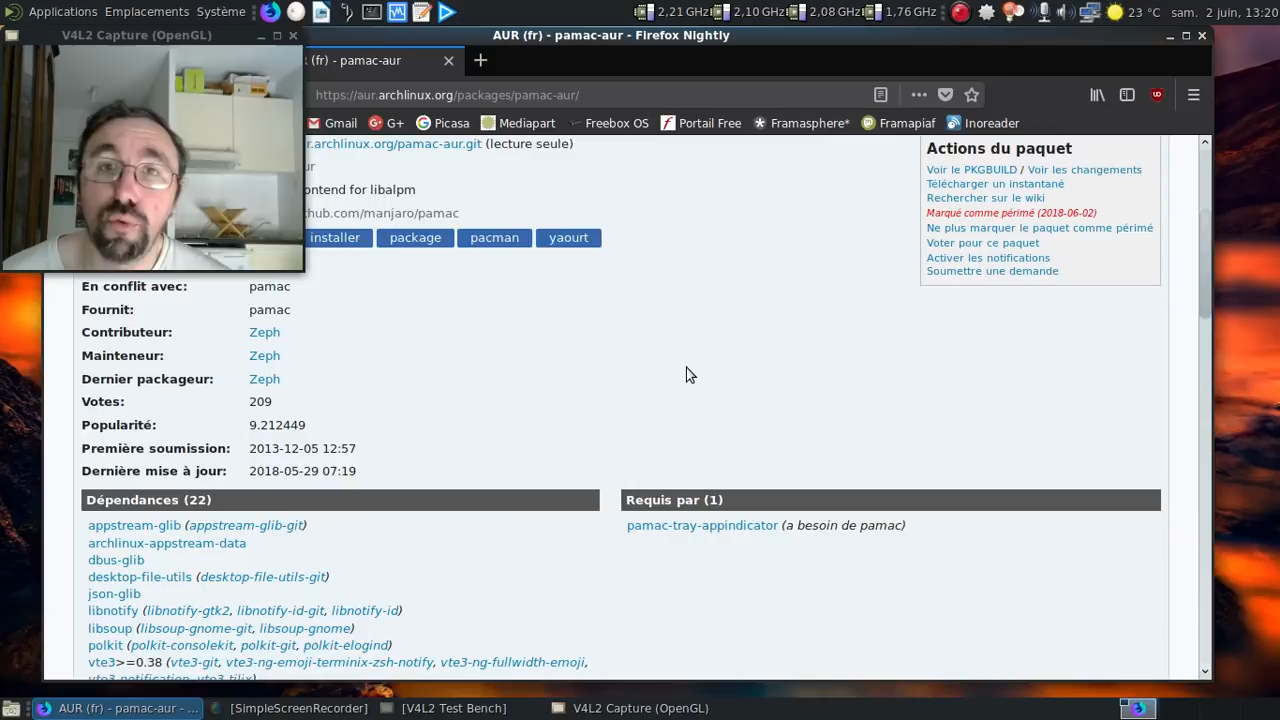 Applications Emplacements Système 2,21 GHz 2,10 GHz 2,08 GHz 1,76 GHz 23 °C sam. 2 juin, 13:20
V4L2 Capture (OpenGL)
AUR (fr) - pamac-aur - Firefox Nightly
(fr) - pamac-aur
https://aur.archlinux.org/packages/pamac-aur/
Gmail G+ Picasa Mediapart Freebox OS Portail Free Framasphère* Framapiaf Inoreader
r.archlinux.org/pamac-aur.git (lecture seule)
ur
ontend for libalpm
hub.com/manjaro/pamac
installer package pacman yaourt
Actions du paquet
Voir le PKGBUILD / Voir les changements
Télécharger un instantané
Rechercher sur le wiki
Marqué comme périmé (2018-06-02)
Ne plus marquer le paquet comme périmé
Voter pour ce paquet
Activer les notifications
Soumettre une demande
En conflit avec: pamac
Fournit: pamac
Contributeur: Zeph
Mainteneur: Zeph
Dernier packageur: Zeph
Votes: 209
Popularité: 9.212449
Première soumission: 2013-12-05 12:57
Dernière mise à jour: 2018-05-29 07:19
Dépendances (22)
appstream-glib (appstream-glib-git)
archlinux-appstream-data
dbus-glib
desktop-file-utils (desktop-file-utils-git)
json-glib
libnotify (libnotify-gtk2, libnotify-id-git, libnotify-id)
libsoup (libsoup-gnome-git, libsoup-gnome)
polkit (polkit-consolekit, polkit-git, polkit-elogind)
vte3>=0.38 (vte3-git, vte3-ng-emoji-terminix-zsh-notify, vte3-ng-fullwidth-emoji,
vte3-notification, vte3-tilix)
Requis par (1)
pamac-tray-appindicator (a besoin de pamac)
AUR (fr) - pamac-aur - ... [SimpleScreenRecorder] [V4L2 Test Bench] V4L2 Capture (OpenGL)